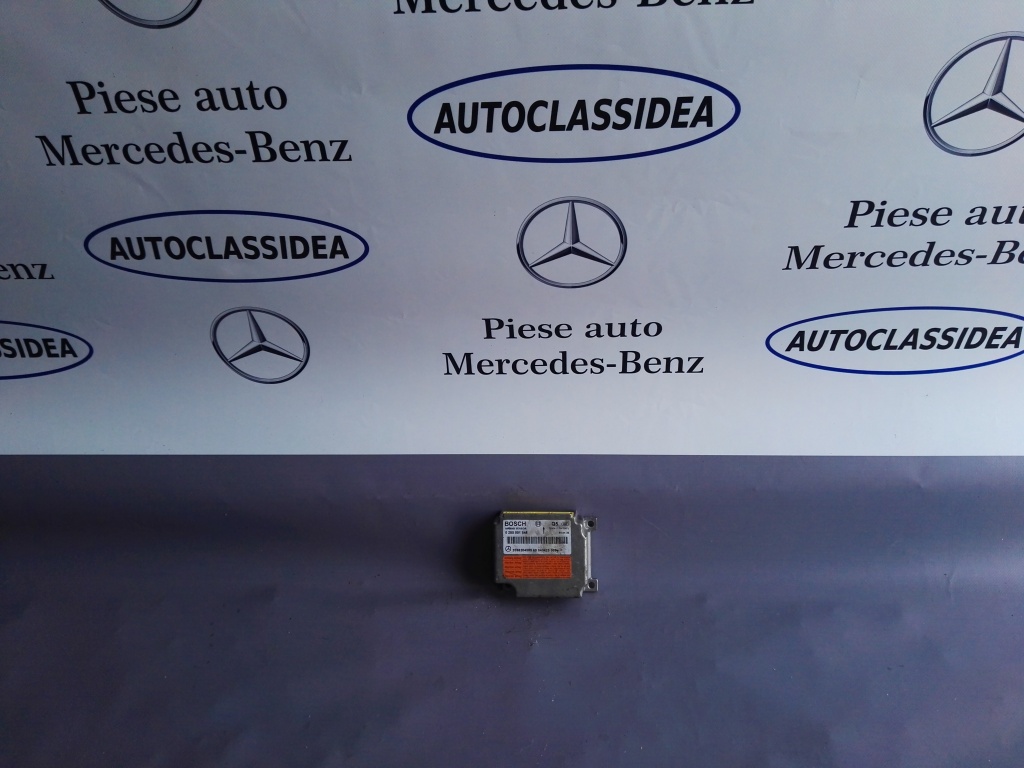 Mercedes-Benz
Piese auto
Mercedes-Benz
AUTOCLASSIDEA
Piese au
Mercedes-Be
AUTOCLASSIDEA
enz
SIDEA
Piese auto
Mercedes-Benz
AUTOCLASSIDEA
BOSCH